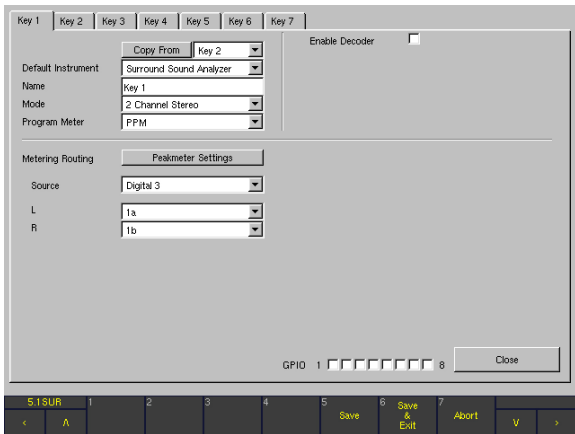 Key 1 Key 2 Key 3 Key 4 Key 5 Key 6 Key 7
Copy From Key 2 Enable Decoder
Default Instrument Surround Sound Analyzer
Name Key 1
Mode 2 Channel Stereo
Program Meter PPM
Metering Routing Peakmeter Settings
Source Digital 3
L 1a
R 1b
GPIO 1 8 Close
5.1SUR 1 2 3 4 5 6 7
Save Save & Exit Abort
< Λ V >